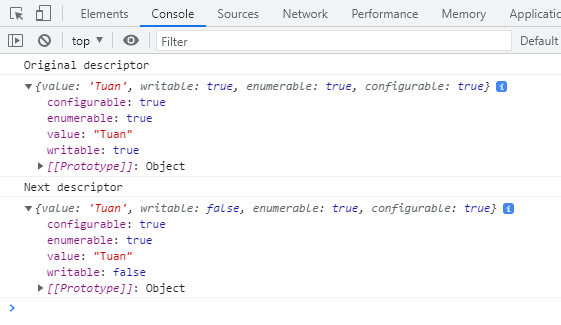 Elements Console Sources Network Performance Memory Applicatio
top Filter Default
Original descriptor
{value: 'Tuan', writable: true, enumerable: true, configurable: true} i
configurable: true
enumerable: true
value: "Tuan"
writable: true
[[Prototype]]: Object
Next descriptor
{value: 'Tuan', writable: false, enumerable: true, configurable: true} i
configurable: true
enumerable: true
value: "Tuan"
writable: false
[[Prototype]]: Object